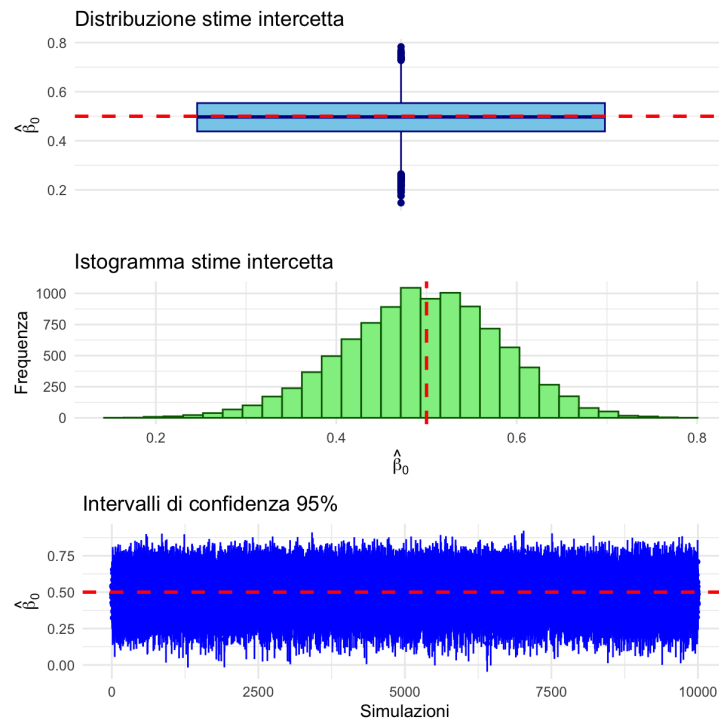 Distribuzione stime intercetta
0.8
0.6
0.4
0.2
β̂₀
Istogramma stime intercetta
1000
750
500
250
0
Frequenza
0.2 0.4 0.6 0.8
β̂₀
Intervalli di confidenza 95%
0.75
0.50
0.25
0.00
β̂₀
0 2500 5000 7500 10000
Simulazioni